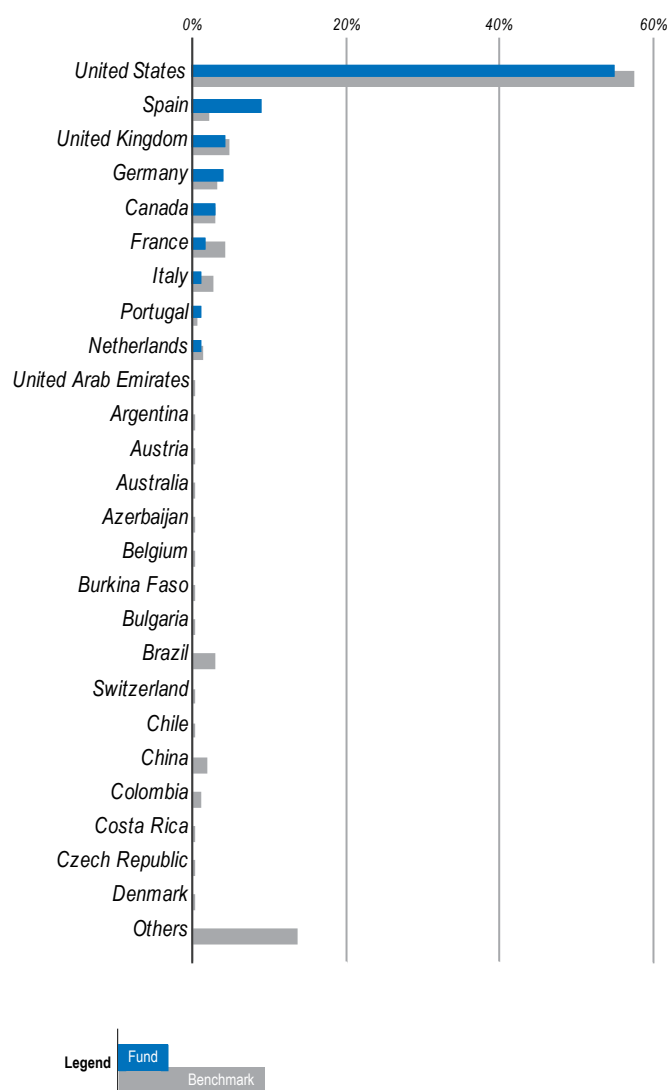 0% 20% 40% 60%
United States
Spain
United Kingdom
Germany
Canada
France
Italy
Portugal
Netherlands
United Arab Emirates
Argentina
Austria
Australia
Azerbaijan
Belgium
Burkina Faso
Bulgaria
Brazil
Switzerland
Chile
China
Colombia
Costa Rica
Czech Republic
Denmark
Others
Legend Fund
Benchmark